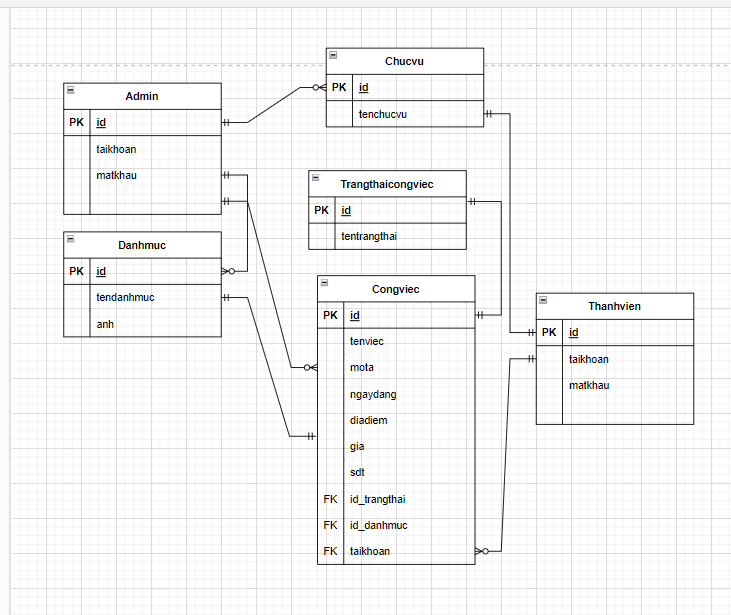 Admin
PK id
taikhoan
matkhau
Danhmuc
PK id
tendanhmuc
anh
Chucvu
PK id
tenchucvu
Trangthaicongviec
PK id
tentrangthai
Congviec
PK id
tenviec
mota
ngaydang
diadiem
gia
sdt
FK id_trangthai
FK id_danhmuc
FK taikhoan
Thanhvien
PK id
taikhoan
matkhau